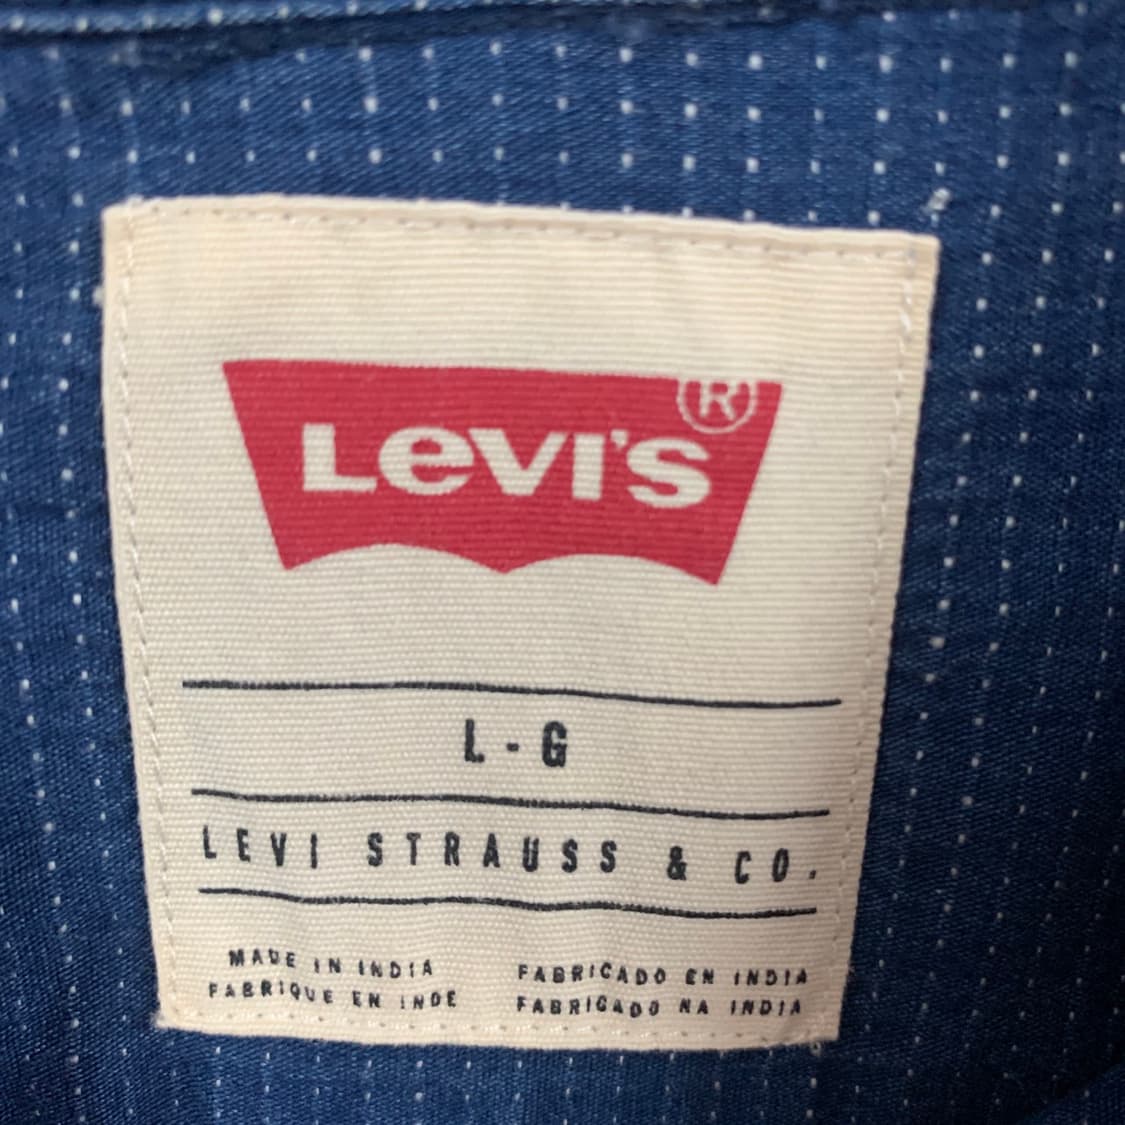 Levi's ®
L - G
LEVI STRAUSS & CO.
MADE IN INDIA
FABRIQUE EN INDE
FABRICADO EN INDIA
FABRICADO NA INDIA